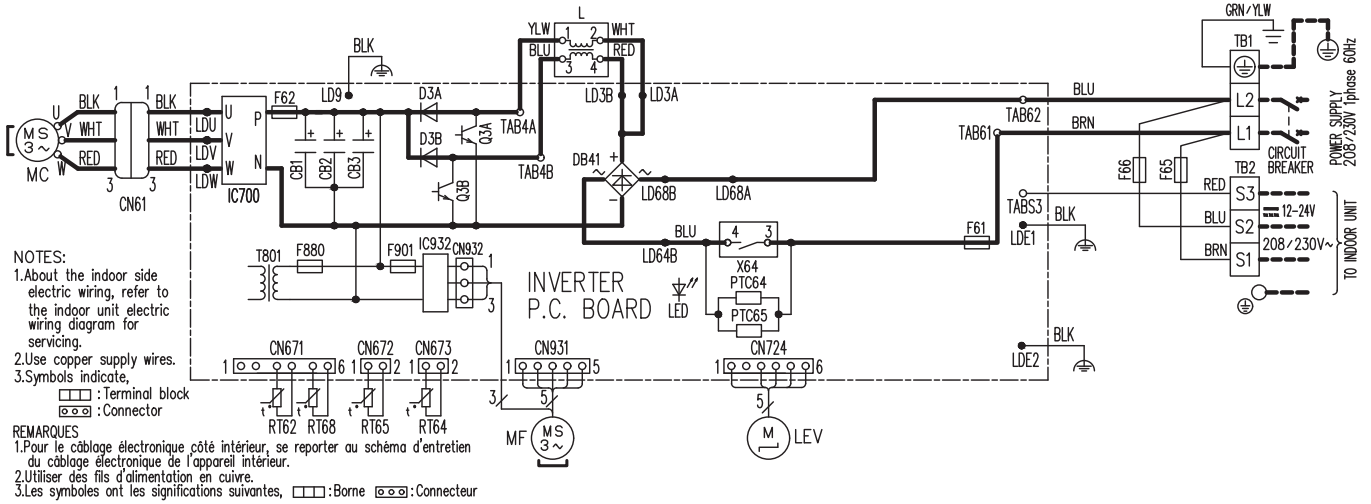 GRN/YLW
L
YLW 1 2 WHT
BLU 3 4 RED
BLK
TB1
POWER SUPPLY
208/230V 1phase 60Hz
LD9
D3A
F62
LD3B LD3A
BLU
L2
TAB62
U BLK 1 1 BLK U
LDU
P
TAB4A
Q3A
BRN
L1
TAB61
MS
3~
V WHT WHT V
LDV
D3B
CIRCUIT
BREAKER
+ + +
CB1 CB2 CB3
TAB4B
DB41
+
~ ~
-
F66 F65
W RED RED W
LDW
N
MC
3 3
CN61
IC700
Q3B
LD68B LD68A
TB2
RED S3
TABS3
12-24V
BLU S2
LDE1
BLK
208/230V~
BRN S1
TO INDOOR UNIT
BLU 4 3
LD64B
X64
F61
T801 F880 F901 IC932 CN932
1
3
INVERTER
P.C. BOARD
LED
PTC64
PTC65
BLK
LDE2
NOTES:
1.About the indoor side
electric wiring, refer to
the indoor unit electric
wiring diagram for
servicing.
2.Use copper supply wires.
3.Symbols indicate,
: Terminal block
: Connector
CN671 CN672 CN673 CN931 CN724
1 6 1 2 1 2 1 5 1 6
t° t° t° t°
RT62 RT68 RT65 RT64
3 5 5
MF MS
3~
M LEV
REMARQUES
1.Pour le câblage électronique côté intérieur, se reporter au schéma d'entretien
du câblage électronique de l'appareil intérieur.
2.Utiliser des fils d'alimentation en cuivre.
3.Les symboles ont les significations suivantes, :Borne :Connecteur